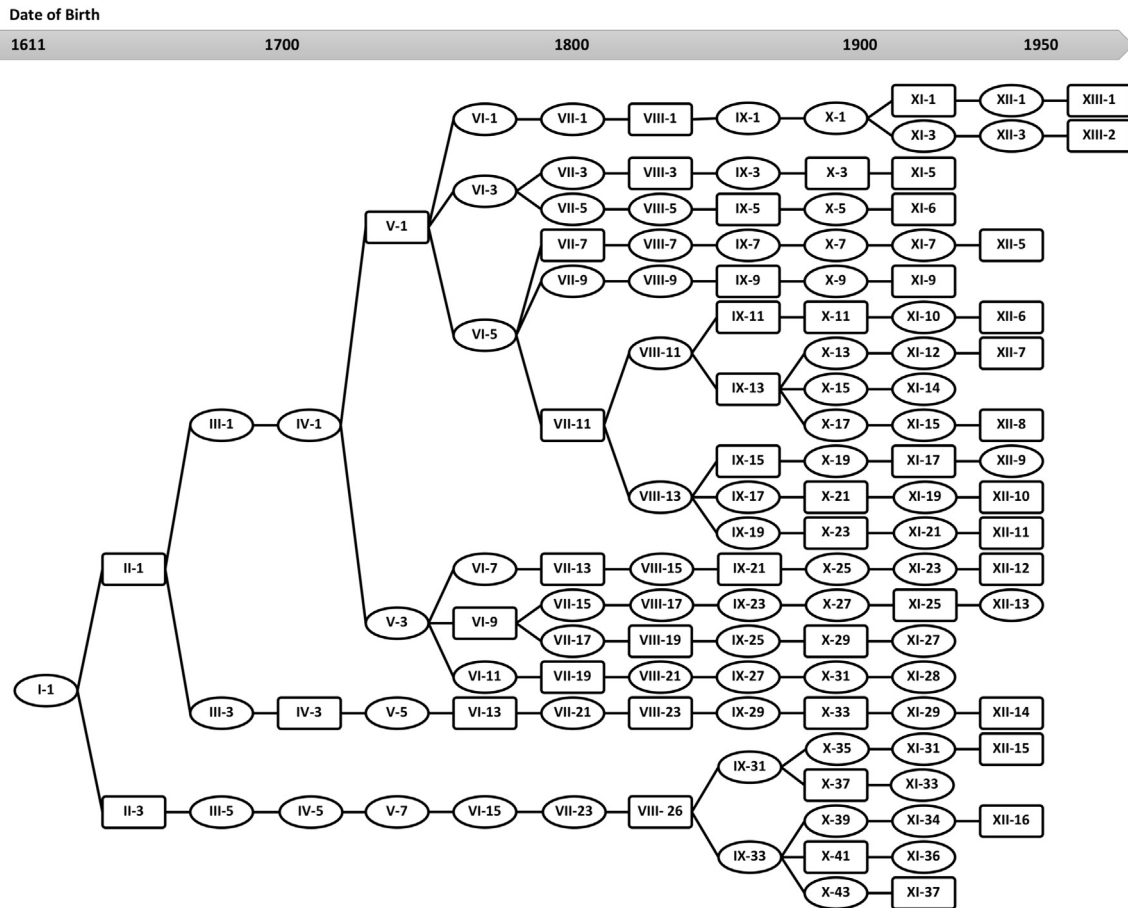 Date of Birth
1611 1700 1800 1900 1950
XI-1 XII-1 XIII-1
VI-1 VII-1 VIII-1 IX-1 X-1
XI-3 XII-3 XIII-2
VII-3 VIII-3 IX-3 X-3 XI-5
VI-3
VII-5 VIII-5 IX-5 X-5 XI-6
V-1
VII-7 VIII-7 IX-7 X-7 XI-7 XII-5
VII-9 VIII-9 IX-9 X-9 XI-9
IX-11 X-11 XI-10 XII-6
VI-5
VIII-11 X-13 XI-12 XII-7
IX-13 X-15 XI-14
III-1 IV-1 VII-11 X-17 XI-15 XII-8
IX-15 X-19 XI-17 XII-9
VIII-13 IX-17 X-21 XI-19 XII-10
IX-19 X-23 XI-21 XII-11
II-1 VI-7 VII-13 VIII-15 IX-21 X-25 XI-23 XII-12
VII-15 VIII-17 IX-23 X-27 XI-25 XII-13
V-3 VI-9
VII-17 VIII-19 IX-25 X-29 XI-27
VI-11 VII-19 VIII-21 IX-27 X-31 XI-28
I-1
III-3 IV-3 V-5 VI-13 VII-21 VIII-23 IX-29 X-33 XI-29 XII-14
X-35 XI-31 XII-15
IX-31
X-37 XI-33
II-3 III-5 IV-5 V-7 VI-15 VII-23 VIII- 26
X-39 XI-34 XII-16
IX-33 X-41 XI-36
X-43 XI-37